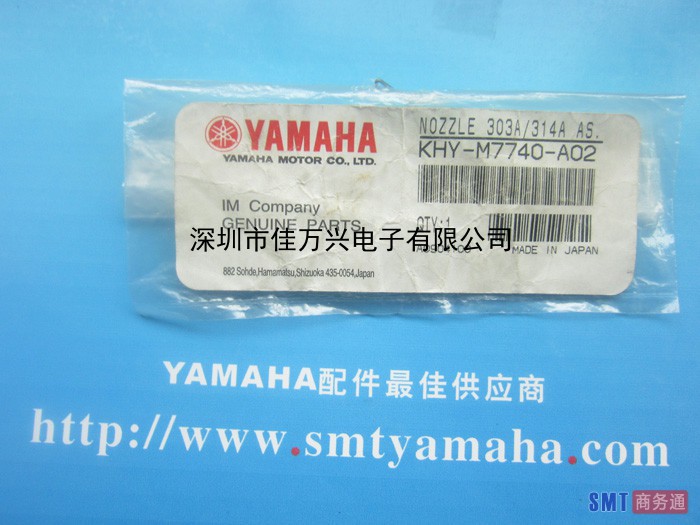 YAMAHA
YAMAHA MOTOR CO., LTD.
NOZZLE 303A/314A AS.
KHY-M7740-A02
IM Company
GENUINE PARTS
QTY:1
深圳市佳万兴电子有限公司
MADE IN JAPAN
882 Sohde,Hamamatsu,Shizuoka 435-0054,Japan
YAMAHA配件最佳供应商
http://www.smtyamaha.com
SMT商务通